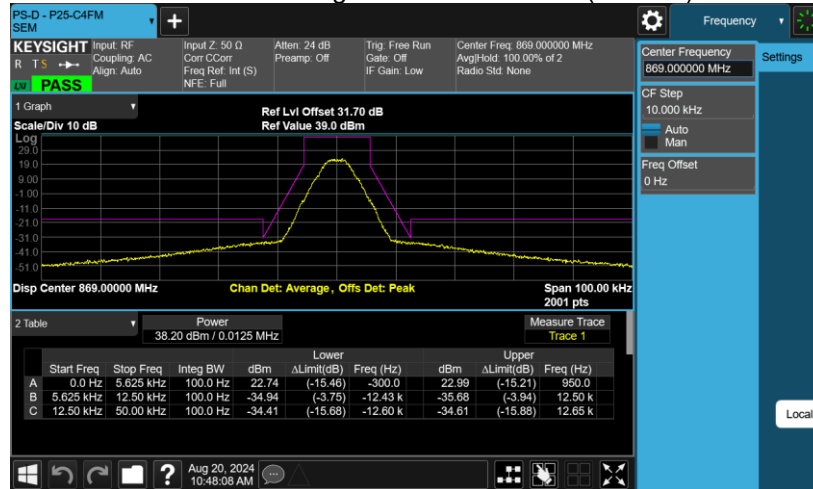 PS-D - P25-C4FM
SEM
Frequency
KEYSIGHT
R T S
LXI PASS
Input: RF
Coupling: AC
Align: Auto
Input Z: 50 Ω
Corr CCorr
Freq Ref: Int (S)
NFE: Full
Atten: 24 dB
Preamp: Off
Trig: Free Run
Gate: Off
IF Gain: Low
Center Freq: 869.000000 MHz
Avg|Hold: 100.00% of 2
Radio Std: None
Center Frequency
869.000000 MHz
Settings
CF Step
10.000 kHz
Auto
Man
Freq Offset
0 Hz
Local
1 Graph
Scale/Div 10 dB
Ref Lvl Offset 31.70 dB
Ref Value 39.0 dBm
Log
29.0
19.0
9.00
-1.00
-11.0
-21.0
-31.0
-41.0
-51.0
Disp Center 869.00000 MHz
Chan Det: Average, Offs Det: Peak
Span 100.00 kHz
2001 pts
2 Table
Power
38.20 dBm / 0.0125 MHz
Measure Trace
Trace 1
Lower Upper
Start Freq Stop Freq Integ BW dBm ΔLimit(dB) Freq (Hz) dBm ΔLimit(dB) Freq (Hz)
A 0.0 Hz 5.625 kHz 100.0 Hz 22.74 (-15.46) -300.0 22.99 (-15.21) 950.0
B 5.625 kHz 12.50 kHz 100.0 Hz -34.94 (-3.75) -12.43 k -35.68 (-3.94) 12.50 k
C 12.50 kHz 50.00 kHz 100.0 Hz -34.41 (-15.68) -12.60 k -34.61 (-15.88) 12.65 k
?
Aug 20, 2024
10:48:08 AM